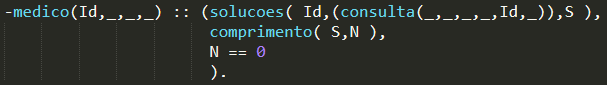 -medico(Id,_,_,_) :: (solucoes( Id,(consulta(_,_,_,_,Id,_)),S ),
comprimento( S,N ),
N == 0
).